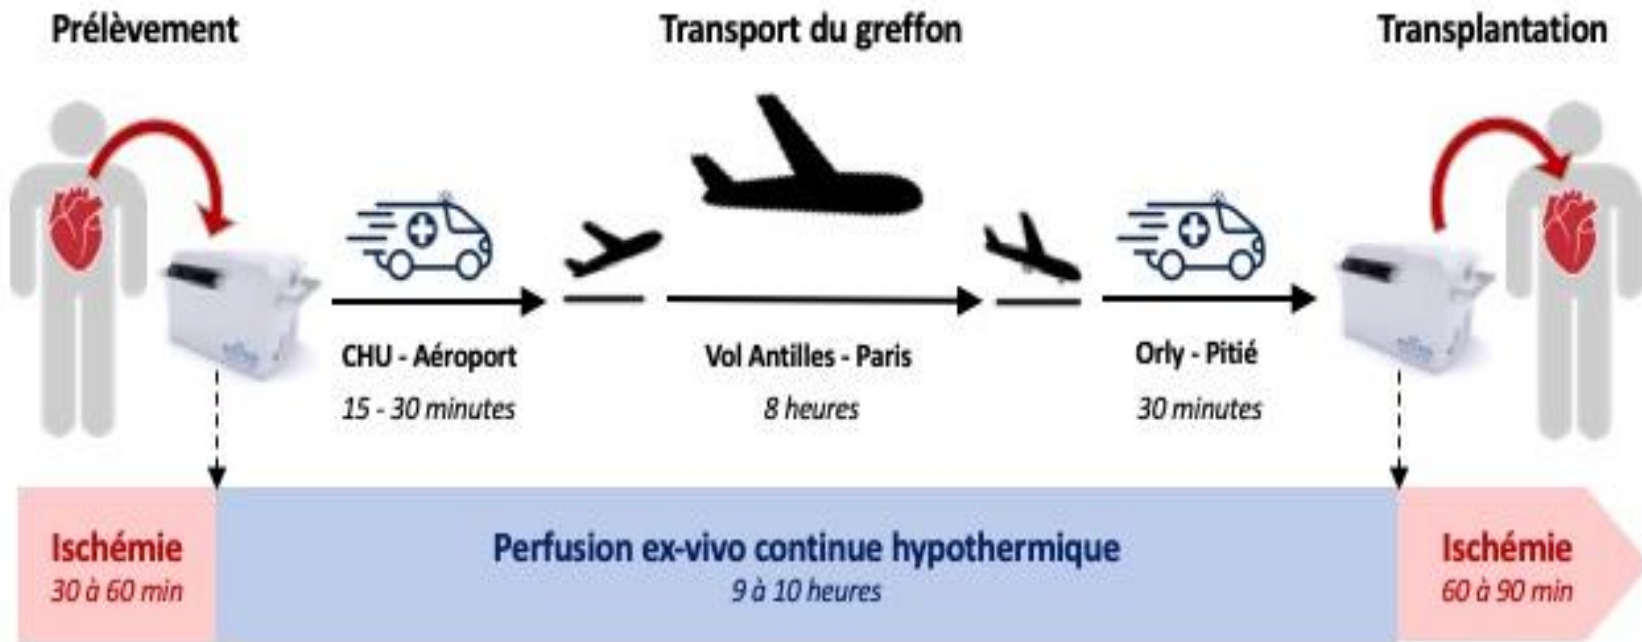 Prélèvement
Transport du greffon
Transplantation
CHU - Aéroport
15 - 30 minutes
Vol Antilles - Paris
8 heures
Orly - Pitié
30 minutes
Ischémie
30 à 60 min
Perfusion ex-vivo continue hypothermique
9 à 10 heures
Ischémie
60 à 90 min